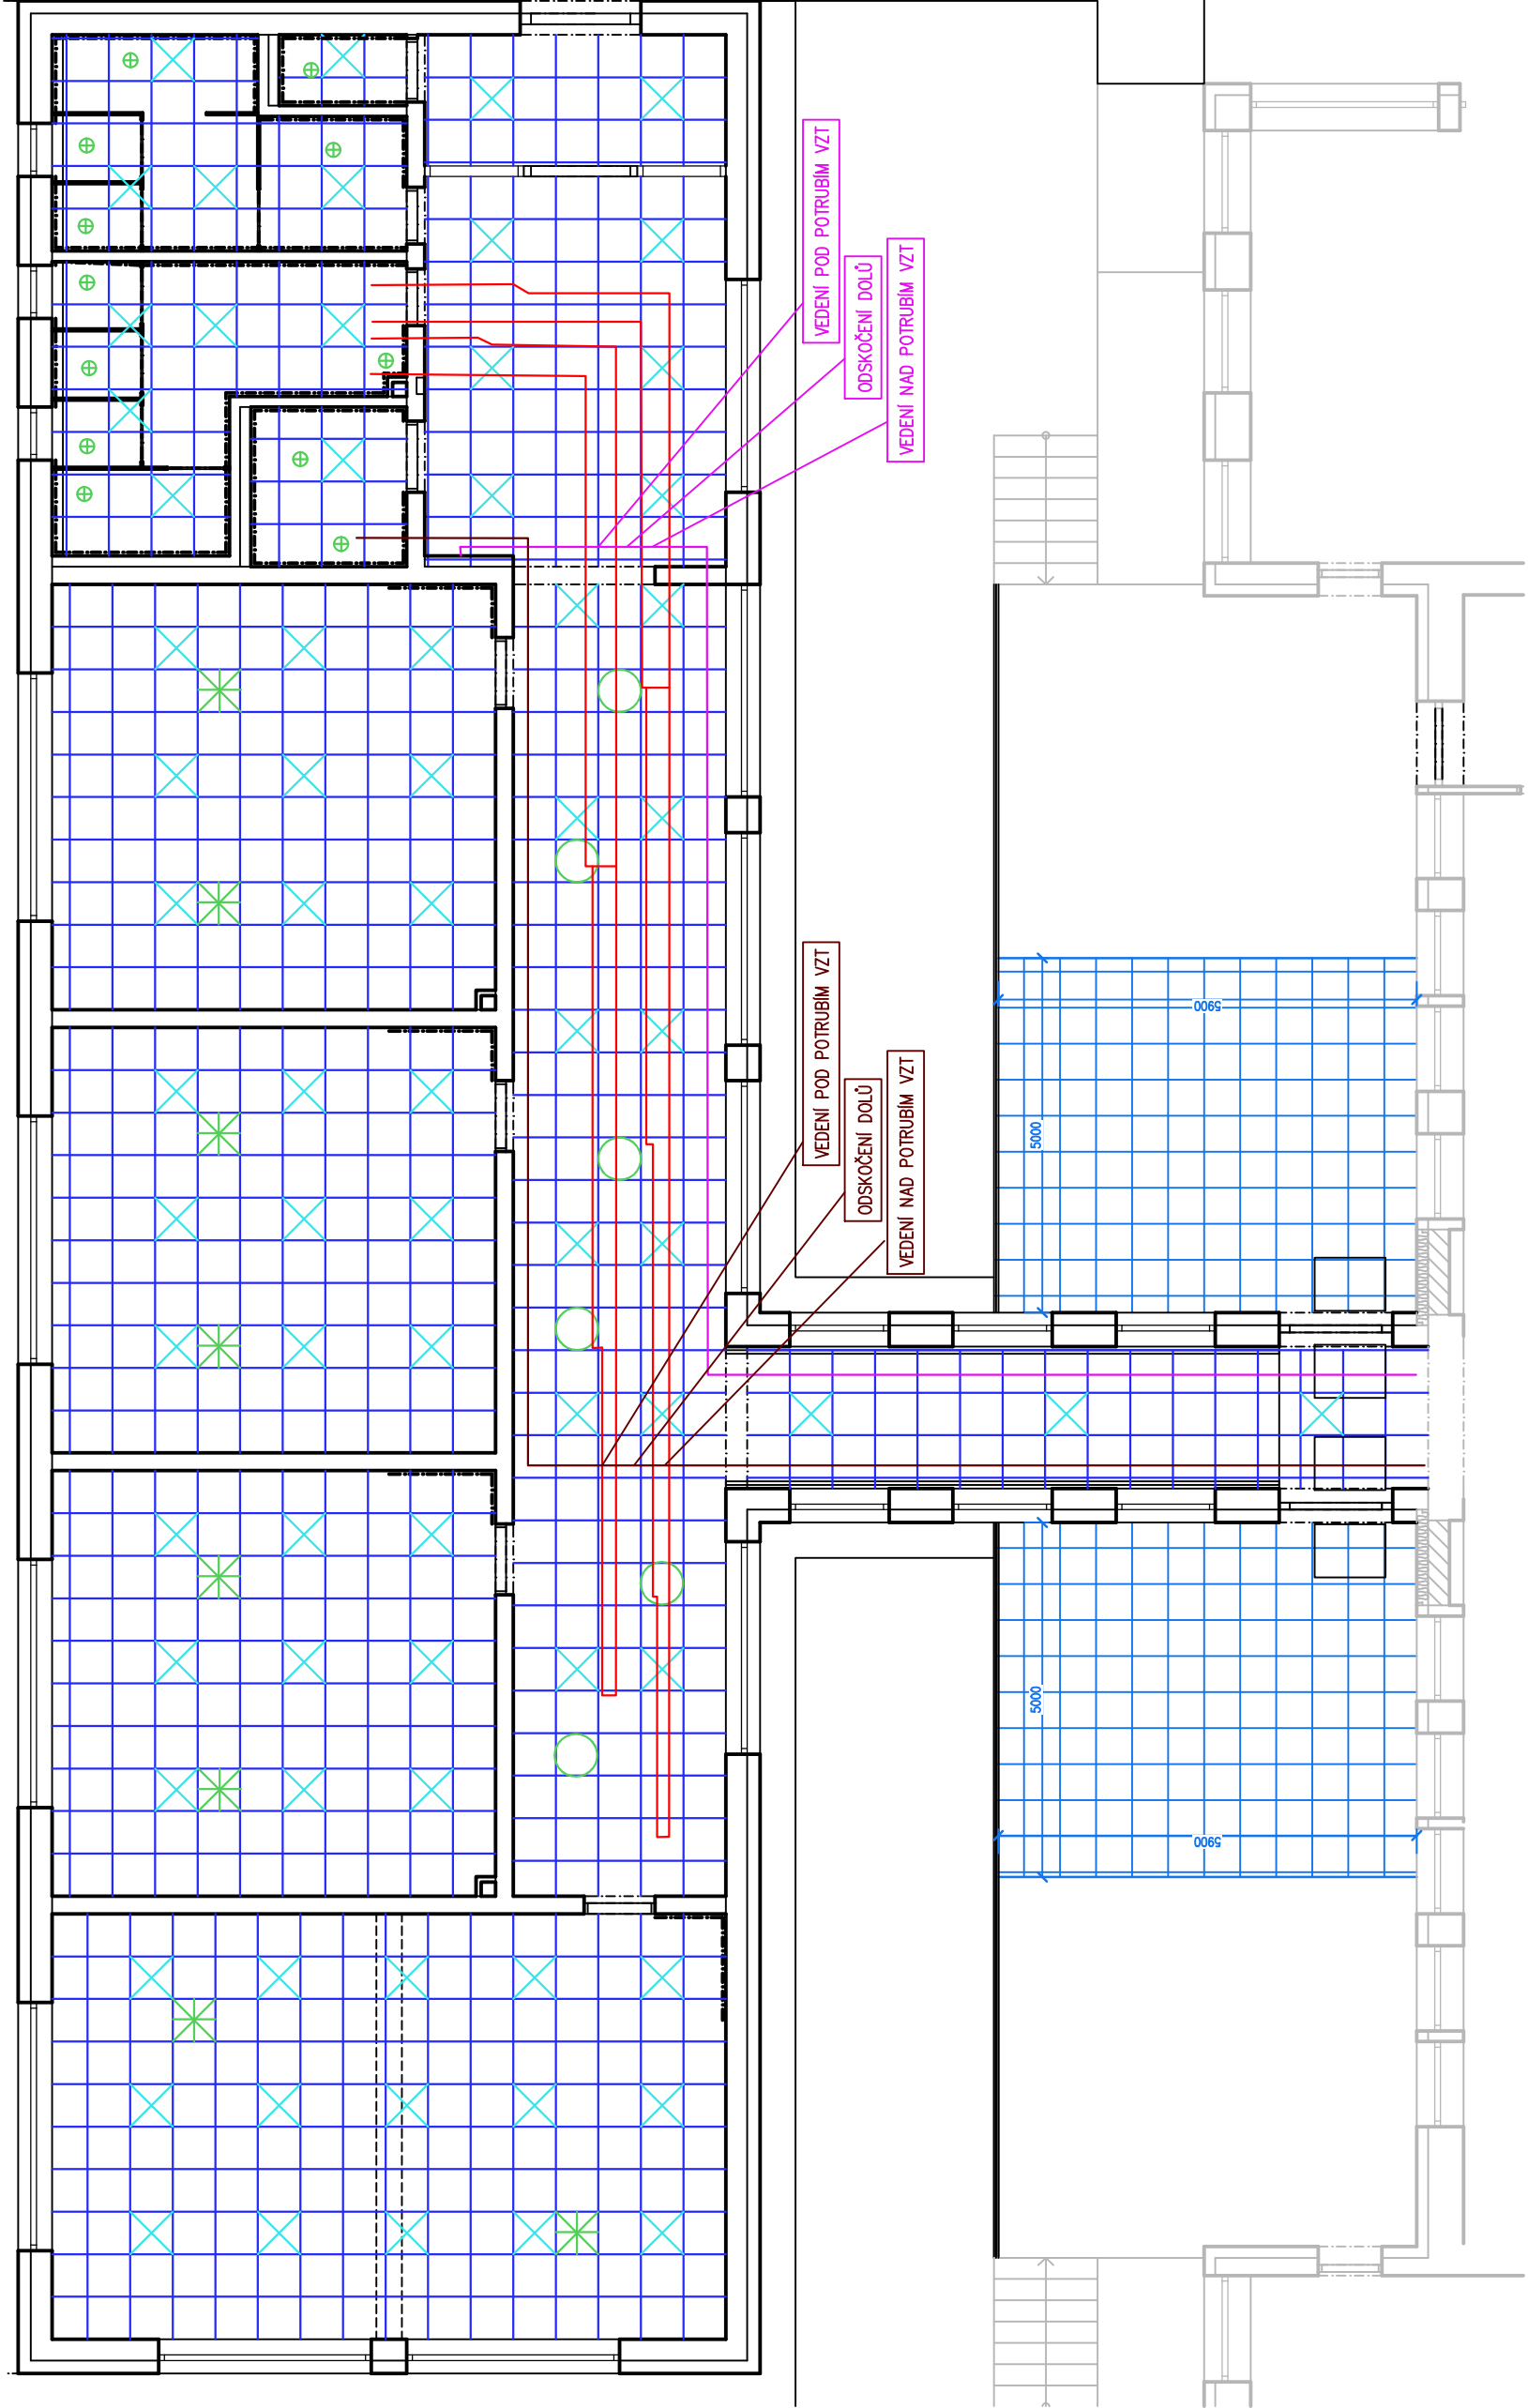 VEDENÍ POD POTRUBÍM VZT
ODSKOČENÍ DOLŮ
VEDENÍ NAD POTRUBÍM VZT
5900
5000
VEDENÍ POD POTRUBÍM VZT
ODSKOČENÍ DOLŮ
VEDENÍ NAD POTRUBÍM VZT
5000
5900